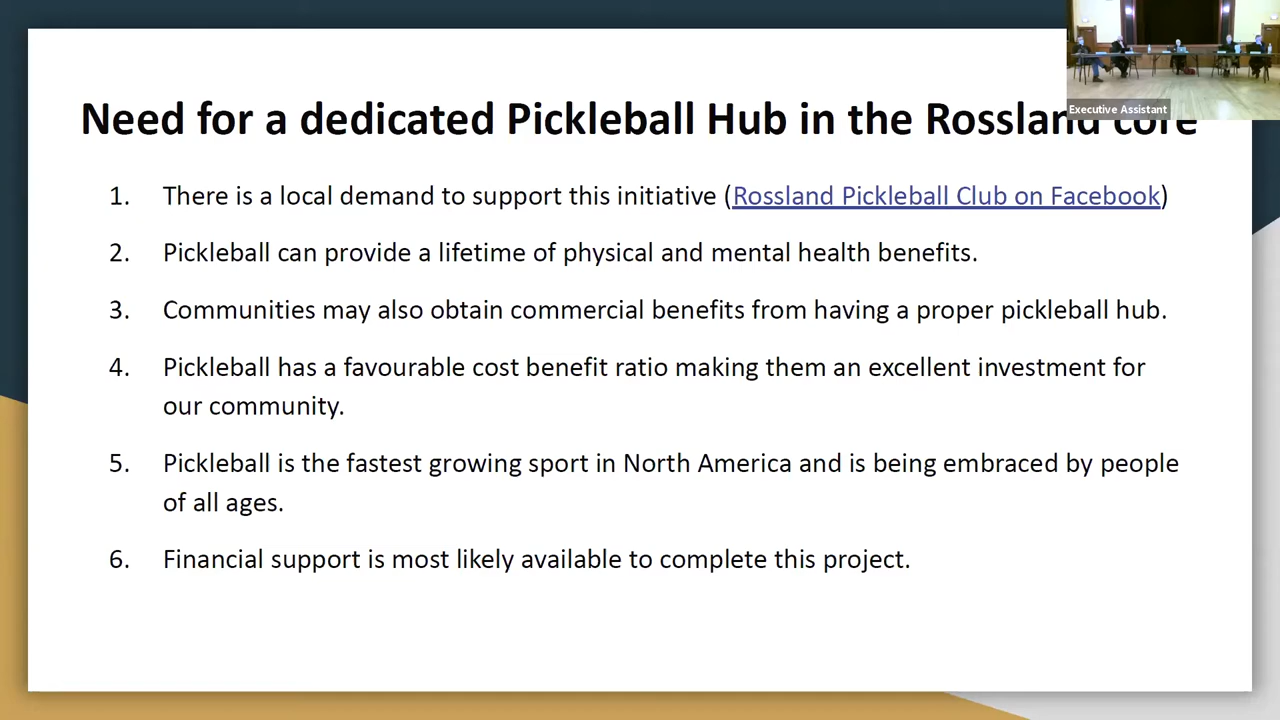 Need for a dedicated Pickleball Hub in the Rossland core
Executive Assistant
1. There is a local demand to support this initiative (Rossland Pickleball Club on Facebook)
2. Pickleball can provide a lifetime of physical and mental health benefits.
3. Communities may also obtain commercial benefits from having a proper pickleball hub.
4. Pickleball has a favourable cost benefit ratio making them an excellent investment for
our community.
5. Pickleball is the fastest growing sport in North America and is being embraced by people
of all ages.
6. Financial support is most likely available to complete this project.